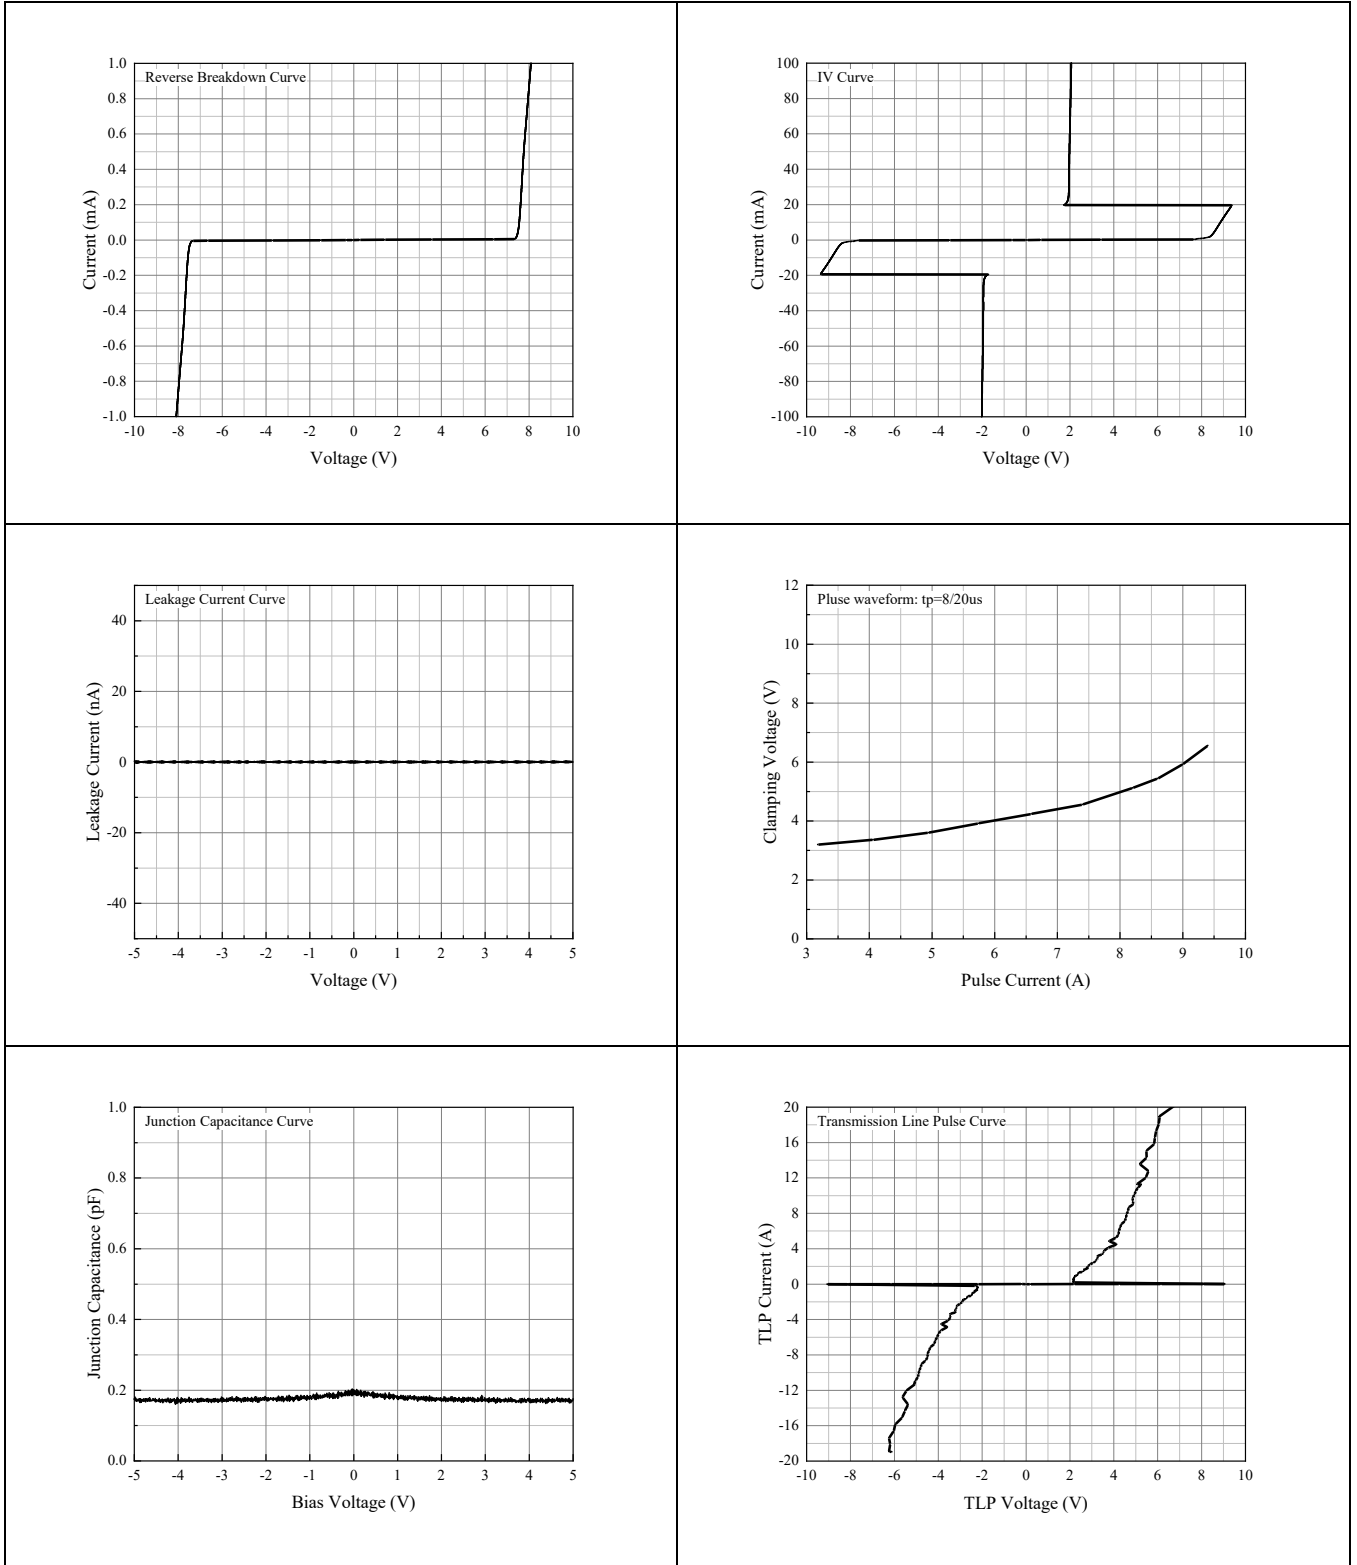 Reverse Breakdown Curve
1.0
0.8
0.6
0.4
0.2
0.0
-0.2
-0.4
-0.6
-0.8
-1.0
Current (mA)
-10 -8 -6 -4 -2 0 2 4 6 8 10
Voltage (V)
IV Curve
100
80
60
40
20
0
-20
-40
-60
-80
-100
Current (mA)
-10 -8 -6 -4 -2 0 2 4 6 8 10
Voltage (V)
Leakage Current Curve
40
20
0
-20
-40
Leakage Current (nA)
-5 -4 -3 -2 -1 0 1 2 3 4 5
Voltage (V)
Pluse waveform: tp=8/20us
12
10
8
6
4
2
0
Clamping Voltage (V)
3 4 5 6 7 8 9 10
Pulse Current (A)
Junction Capacitance Curve
1.0
0.8
0.6
0.4
0.2
0.0
Junction Capacitance (pF)
-5 -4 -3 -2 -1 0 1 2 3 4 5
Bias Voltage (V)
Transmission Line Pulse Curve
20
16
12
8
4
0
-4
-8
-12
-16
-20
TLP Current (A)
-10 -8 -6 -4 -2 0 2 4 6 8 10
TLP Voltage (V)